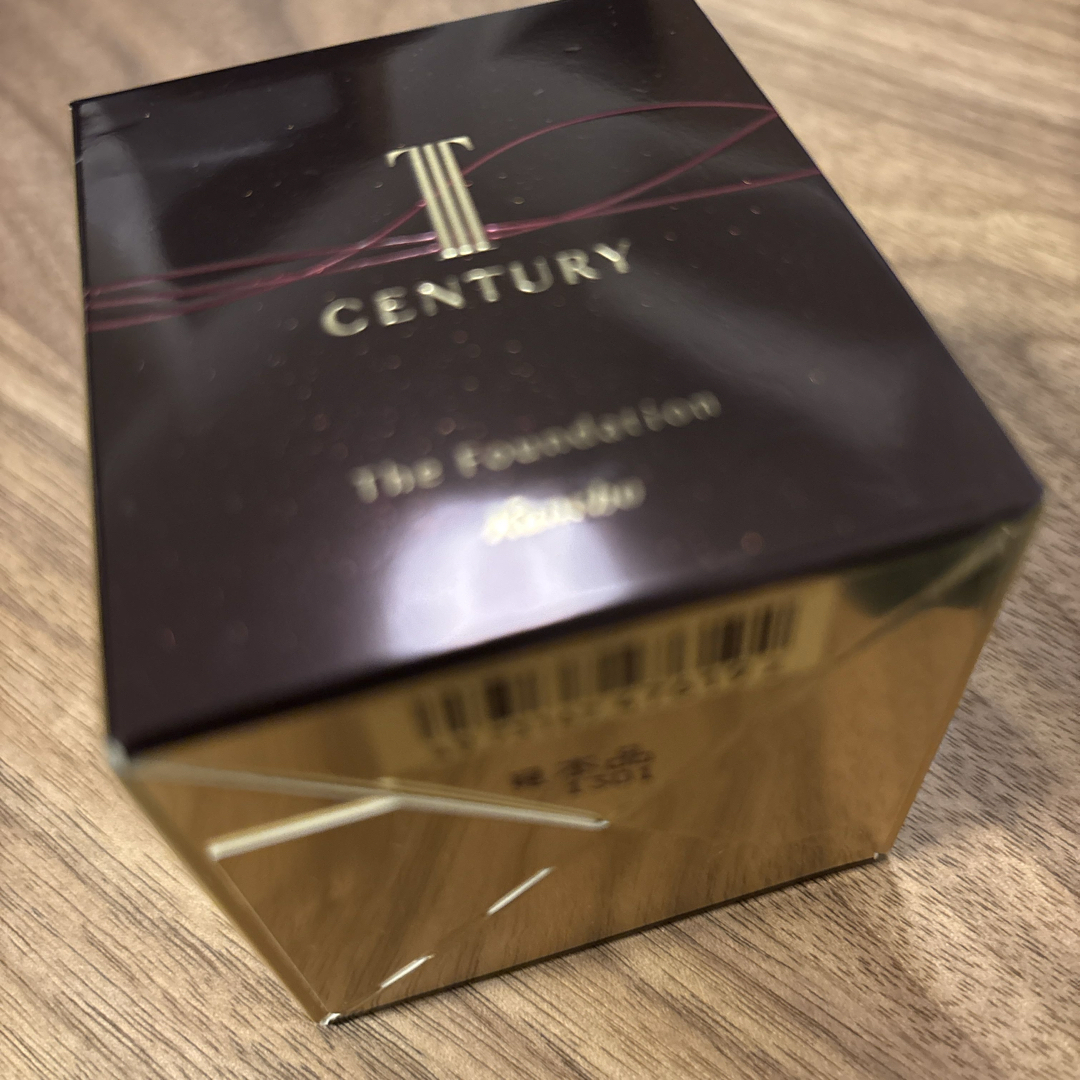 T
CENTURY
The Foundation
Kanebo
見本品